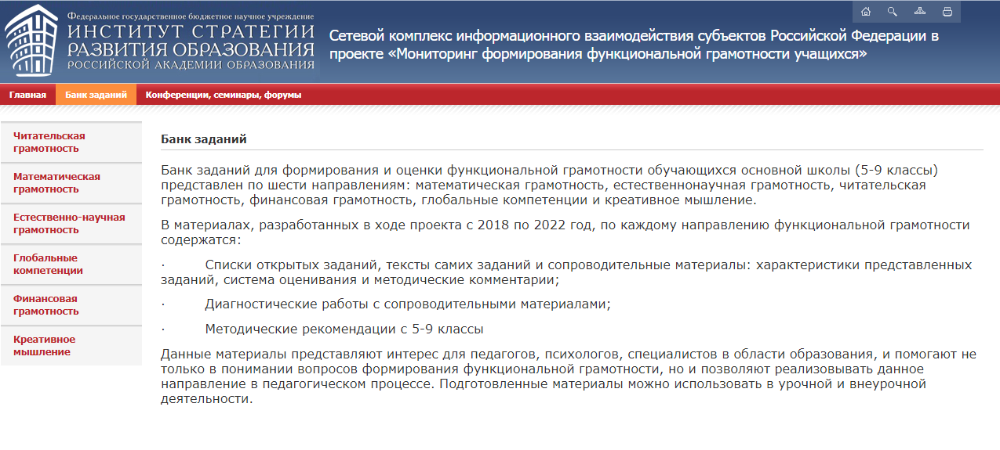 Федеральное государственное бюджетное научное учреждение
ИНСТИТУТ СТРАТЕГИИ
РАЗВИТИЯ ОБРАЗОВАНИЯ
РОССИЙСКОЙ АКАДЕМИИ ОБРАЗОВАНИЯ
Сетевой комплекс информационного взаимодействия субъектов Российской Федерации в
проекте «Мониторинг формирования функциональной грамотности учащихся»
Главная Банк заданий Конференции, семинары, форумы
Читательская
грамотность
Математическая
грамотность
Естественно-научная
грамотность
Глобальные
компетенции
Финансовая
грамотность
Креативное
мышление
Банк заданий
Банк заданий для формирования и оценки функциональной грамотности обучающихся основной школы (5-9 классы)
представлен по шести направлениям: математическая грамотность, естественнонаучная грамотность, читательская
грамотность, финансовая грамотность, глобальные компетенции и креативное мышление.
В материалах, разработанных в ходе проекта с 2018 по 2022 год, по каждому направлению функциональной грамотности
содержатся:
· Списки открытых заданий, тексты самих заданий и сопроводительные материалы: характеристики представленных
заданий, система оценивания и методические комментарии;
· Диагностические работы с сопроводительными материалами;
· Методические рекомендации с 5-9 классы
Данные материалы представляют интерес для педагогов, психологов, специалистов в области образования, и помогают не
только в понимании вопросов формирования функциональной грамотности, но и позволяют реализовывать данное
направление в педагогическом процессе. Подготовленные материалы можно использовать в урочной и внеурочной
деятельности.